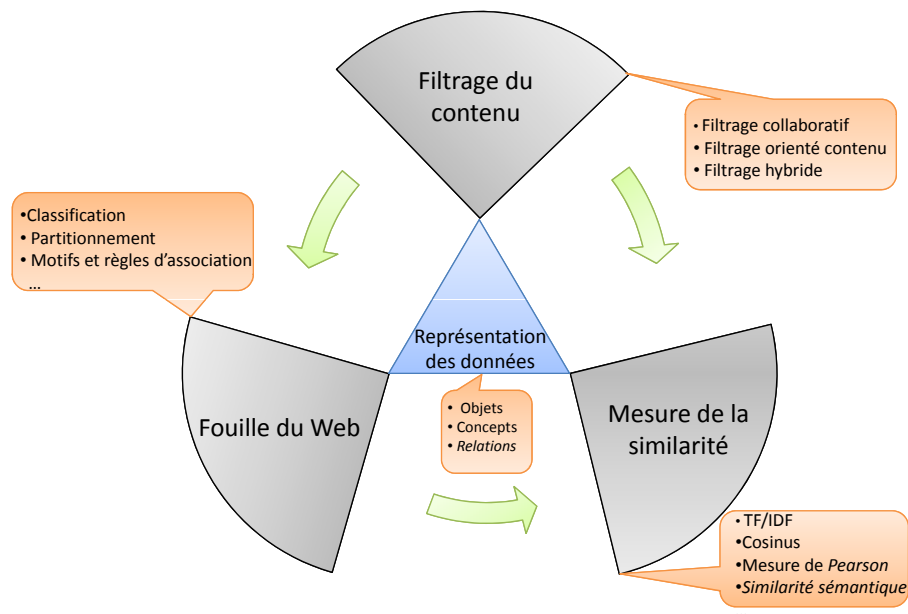 Filtrage du
contenu
• Filtrage collaboratif
• Filtrage orienté contenu
• Filtrage hybride
•Classification
• Partitionnement
• Motifs et règles d'association
...
Représentation
des données
• Objets
• Concepts
• Relations
Fouille du Web
Mesure de la
similarité
• TF/IDF
•Cosinus
• Mesure de Pearson
•Similarité sémantique